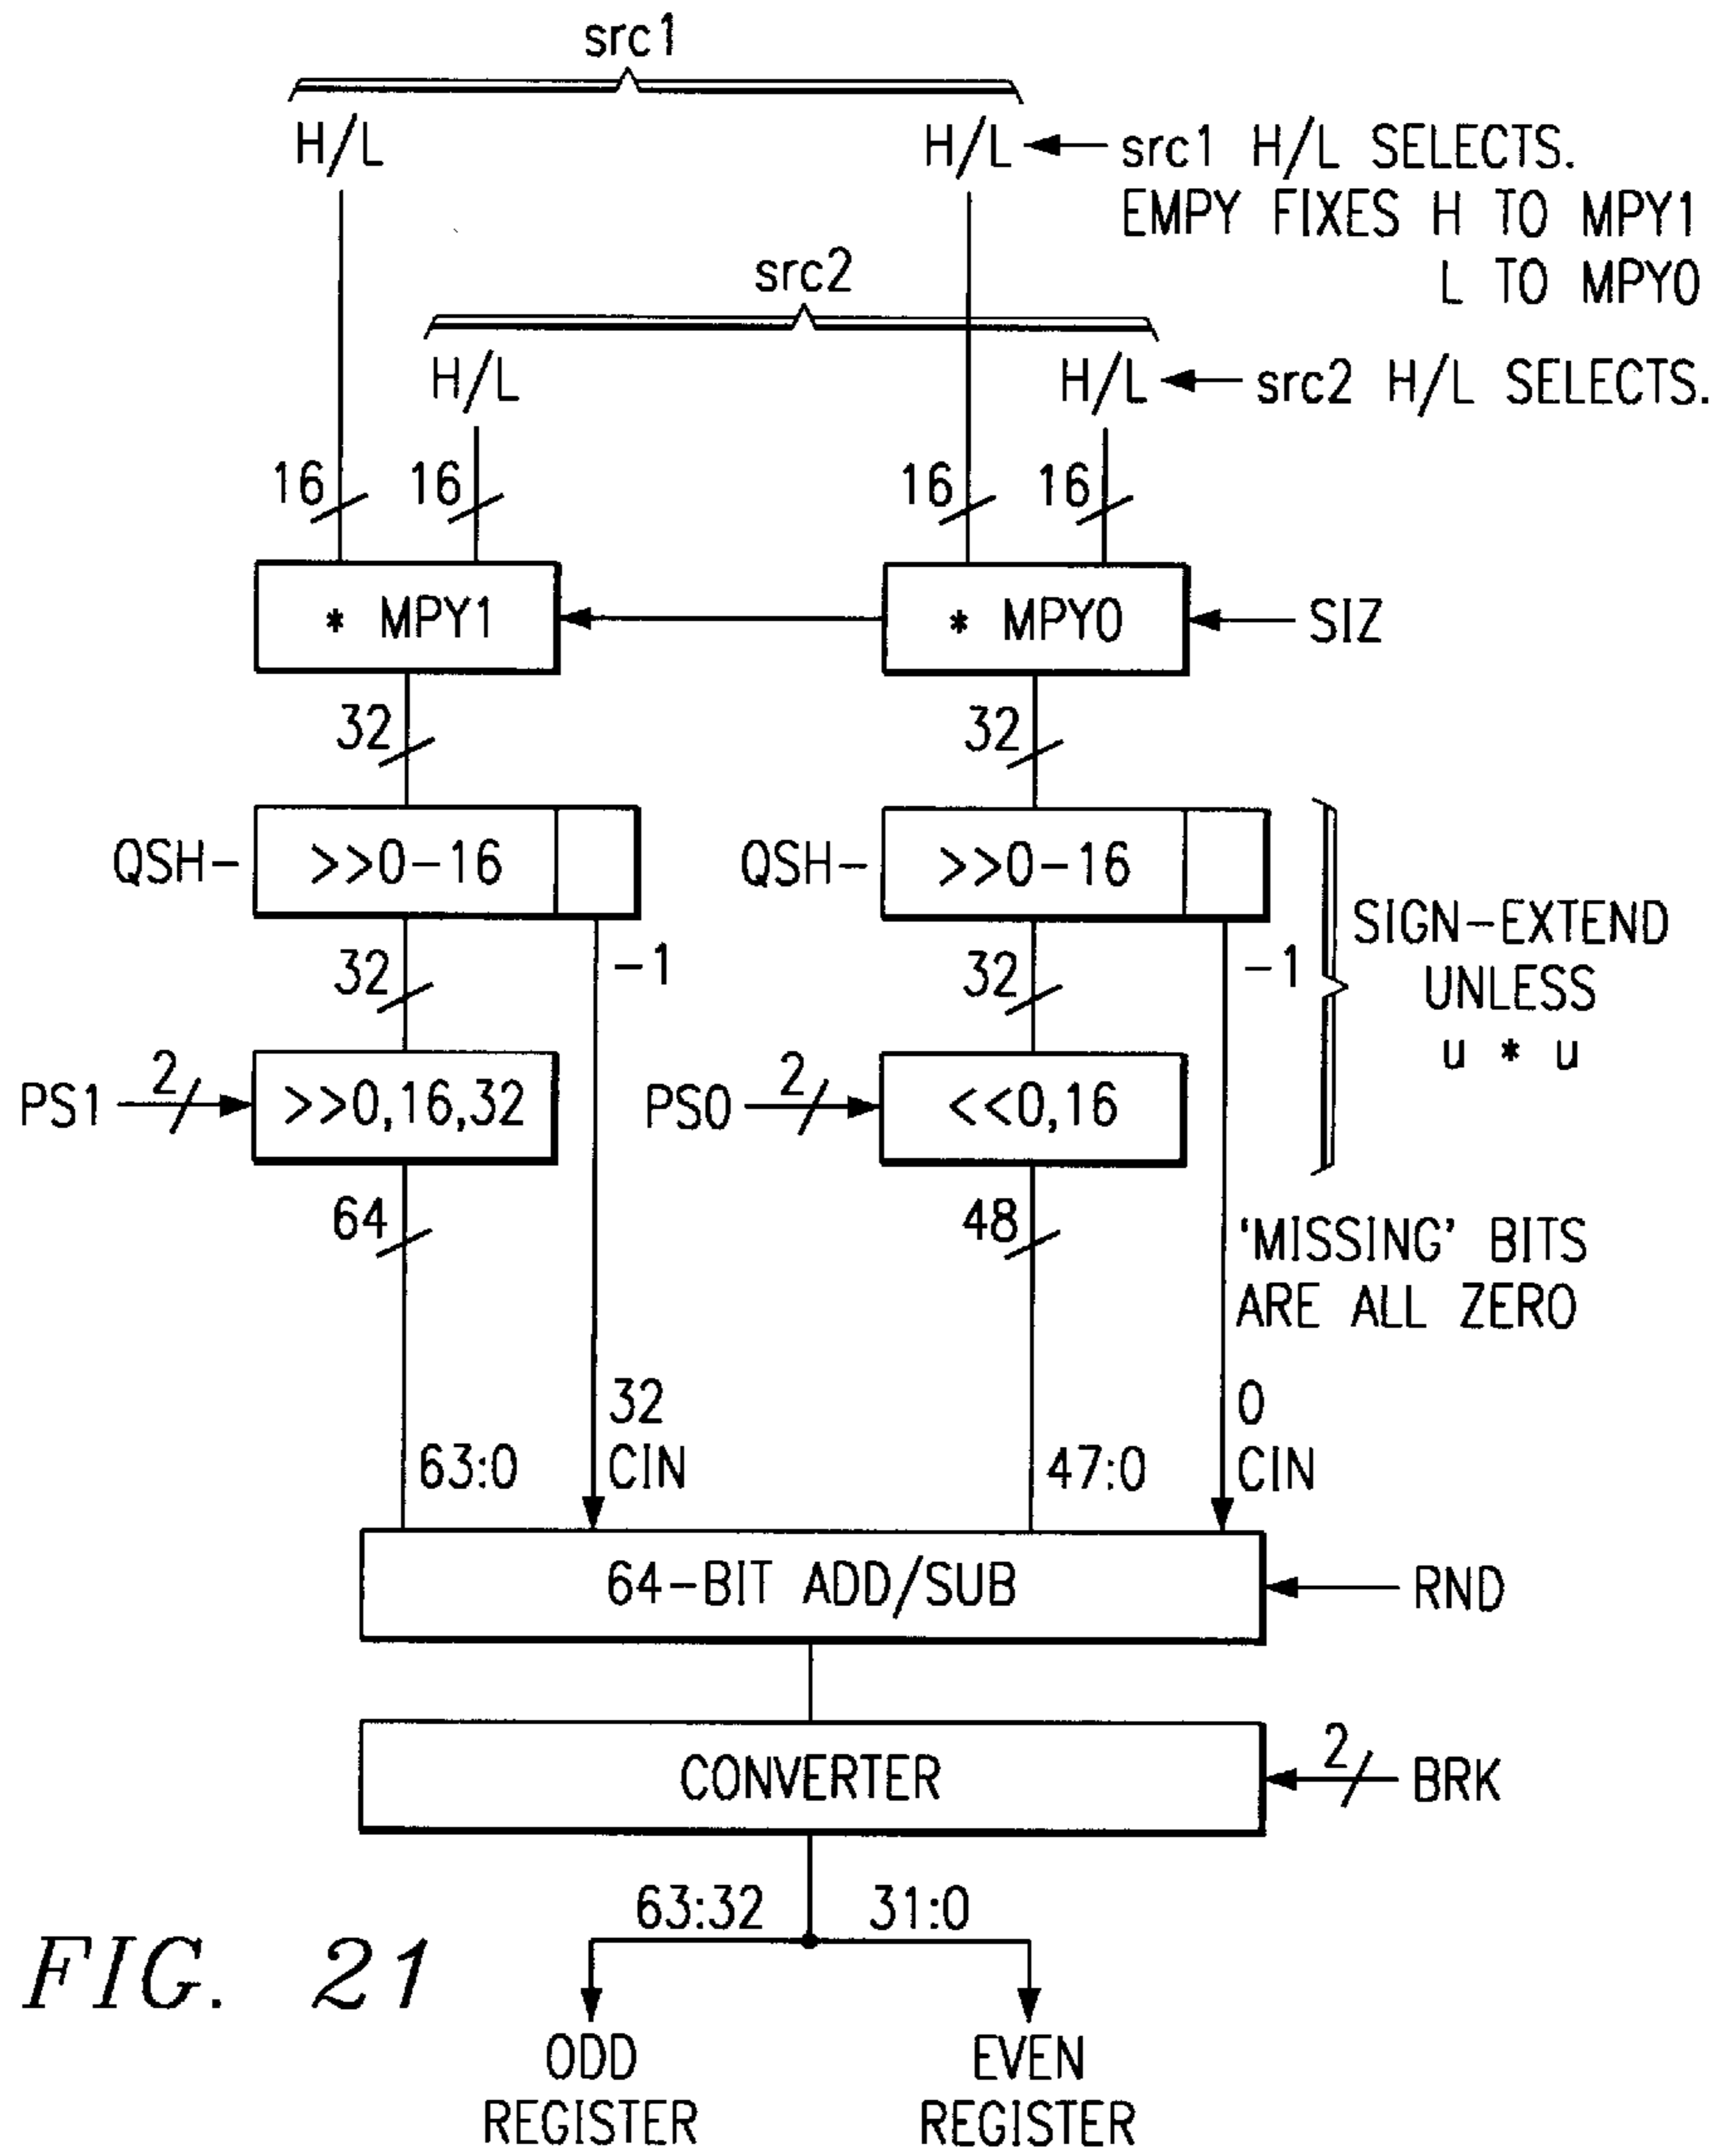 src1
H/L
H/L
src1 H/L SELECTS.
EMPY FIXES H TO MPY1
L TO MPY0
src2
H/L
H/L
src2 H/L SELECTS.
16
16
16
16
* MPY1
* MPY0
SIZ
32
32
QSH-
>>0-16
QSH-
>>0-16
32
-1
32
-1
SIGN-EXTEND
UNLESS
u * u
PS1
2
>>0,16,32
PS0
2
<<0,16
64
48
'MISSING' BITS
ARE ALL ZERO
63:0
32
CIN
47:0
0
CIN
64-BIT ADD/SUB
RND
CONVERTER
2
BRK
63:32
31:0
FIG. 21
ODD
REGISTER
EVEN
REGISTER